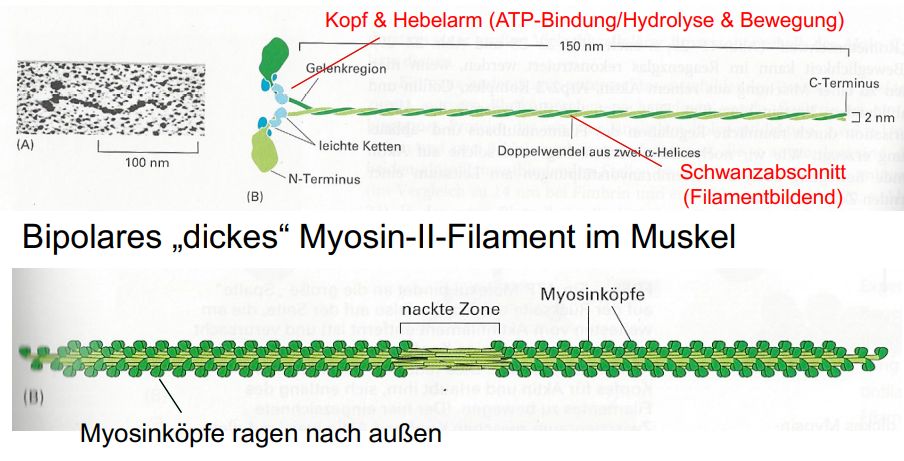 Kopf & Hebelarm (ATP-Bindung/Hydrolyse & Bewegung)
150 nm
Gelenkregion
C-Terminus
2 nm
(A)
100 nm
leichte Ketten
Doppelwendel aus zwei α-Helices
N-Terminus
(B)
Schwanzabschnitt
(Filamentbildend)
Bipolares „dickes“ Myosin-II-Filament im Muskel
Myosinköpfe
nackte Zone
(B)
Myosinköpfe ragen nach außen